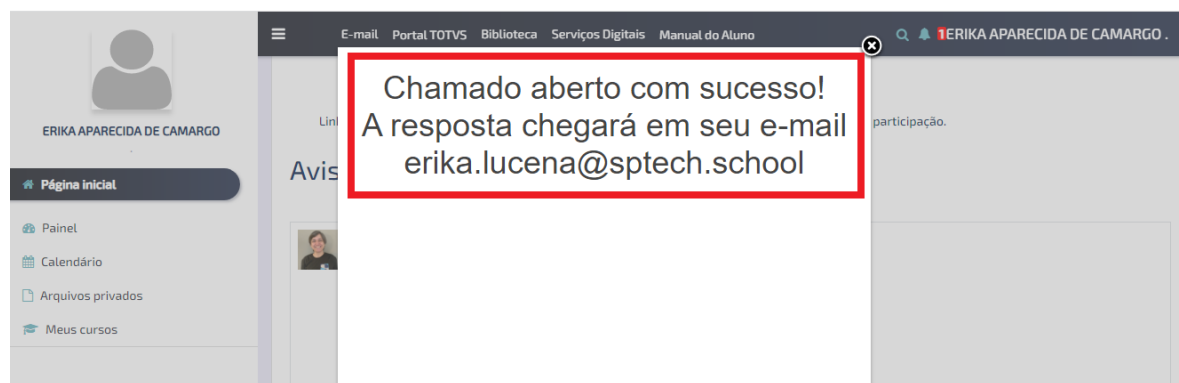 E-mail Portal TOTVS Biblioteca Serviços Digitais Manual do Aluno
1 ERIKA APARECIDA DE CAMARGO .
ERIKA APARECIDA DE CAMARGO
.
Página inicial
Painel
Calendário
Arquivos privados
Meus cursos
Chamado aberto com sucesso!
A resposta chegará em seu e-mail
erika.lucena@sptech.school
participação.